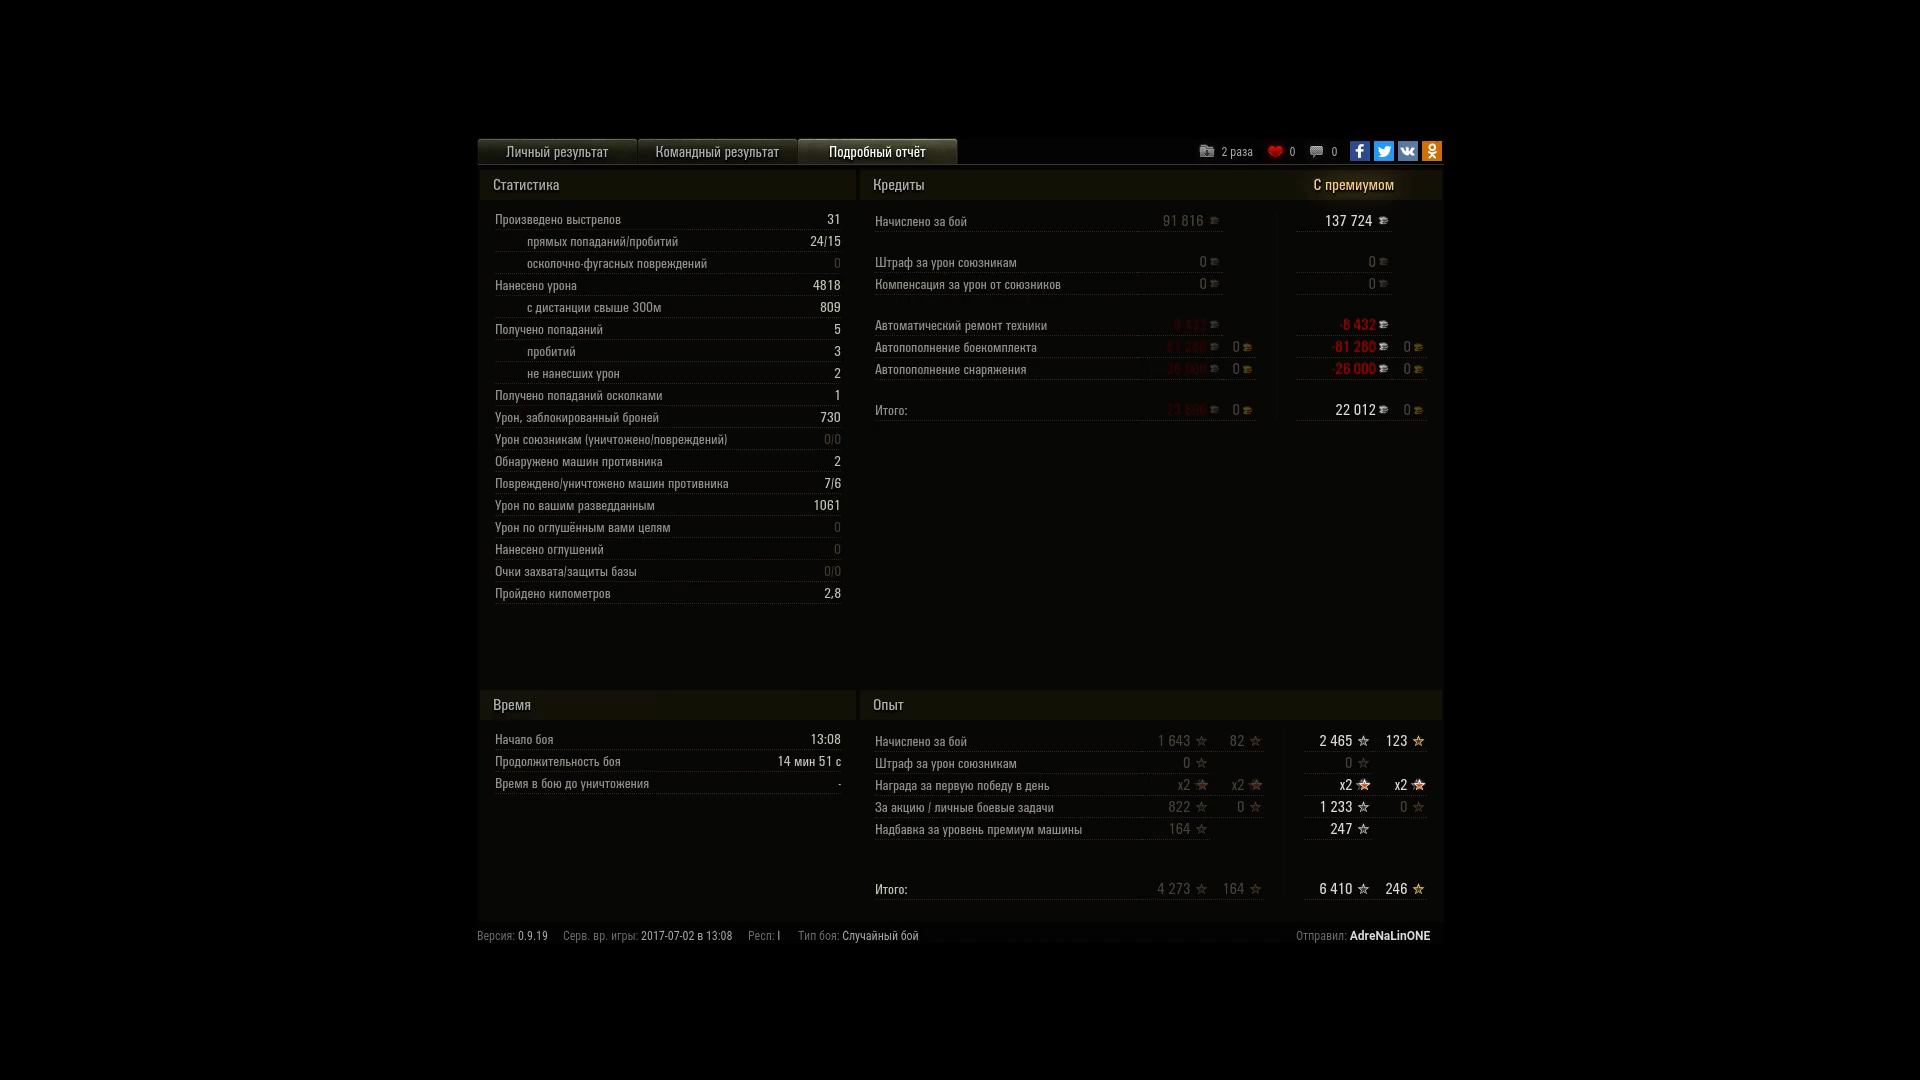 Личный результат Командный результат Подробный отчёт 2 раза 0 0
Статистика
Произведено выстрелов 31
прямых попаданий/пробитий 24/15
осколочно-фугасных повреждений 0
Нанесено урона 4818
с дистанции свыше 300м 809
Получено попаданий 5
пробитий 3
не нанесших урон 2
Получено попаданий осколками 1
Урон, заблокированный броней 730
Урон союзникам (уничтожено/повреждений) 0/0
Обнаружено машин противника 2
Повреждено/уничтожено машин противника 7/6
Урон по вашим разведданным 1061
Урон по оглушённым вами целям 0
Нанесено оглушений 0
Очки захвата/защиты базы 0/0
Пройдено километров 2,8
Кредиты С премиумом
Начислено за бой 91 816 137 724
Штраф за урон союзникам 0 0
Компенсация за урон от союзников 0 0
Автоматический ремонт техники -8 432
Автопополнение боекомплекта 0 -81 280 0
Автопополнение снаряжения -26 000 0 -26 000 0
Итого: 0 22 012 0
Время
Начало боя 13:08
Продолжительность боя 14 мин 51 с
Время в бою до уничтожения -
Опыт
Начислено за бой 1 643 82 2 465 123
Штраф за урон союзникам 0 0
Награда за первую победу в день x2 x2 x2 x2
За акцию / личные боевые задачи 822 0 1 233 0
Надбавка за уровень премиум машины 164 247
Итого: 4 273 164 6 410 246
Версия: 0.9.19 Серв. вр. игры: 2017-07-02 в 13:08 Респ: I Тип боя: Случайный бой Отправил: AdreNaLinONE